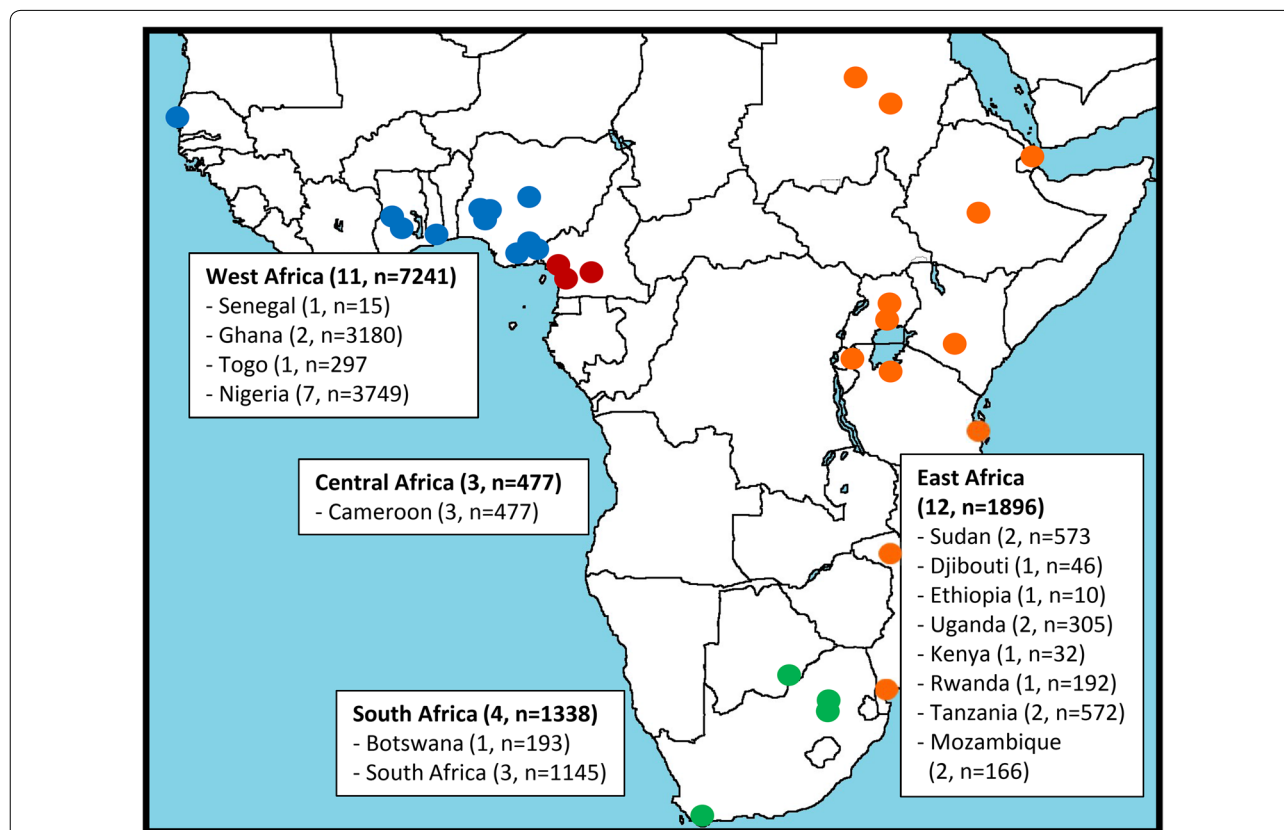 West Africa (11, n=7241)
- Senegal (1, n=15)
- Ghana (2, n=3180)
- Togo (1, n=297
- Nigeria (7, n=3749)
Central Africa (3, n=477)
- Cameroon (3, n=477)
South Africa (4, n=1338)
- Botswana (1, n=193)
- South Africa (3, n=1145)
East Africa
(12, n=1896)
- Sudan (2, n=573
- Djibouti (1, n=46)
- Ethiopia (1, n=10)
- Uganda (2, n=305)
- Kenya (1, n=32)
- Rwanda (1, n=192)
- Tanzania (2, n=572)
- Mozambique
(2, n=166)